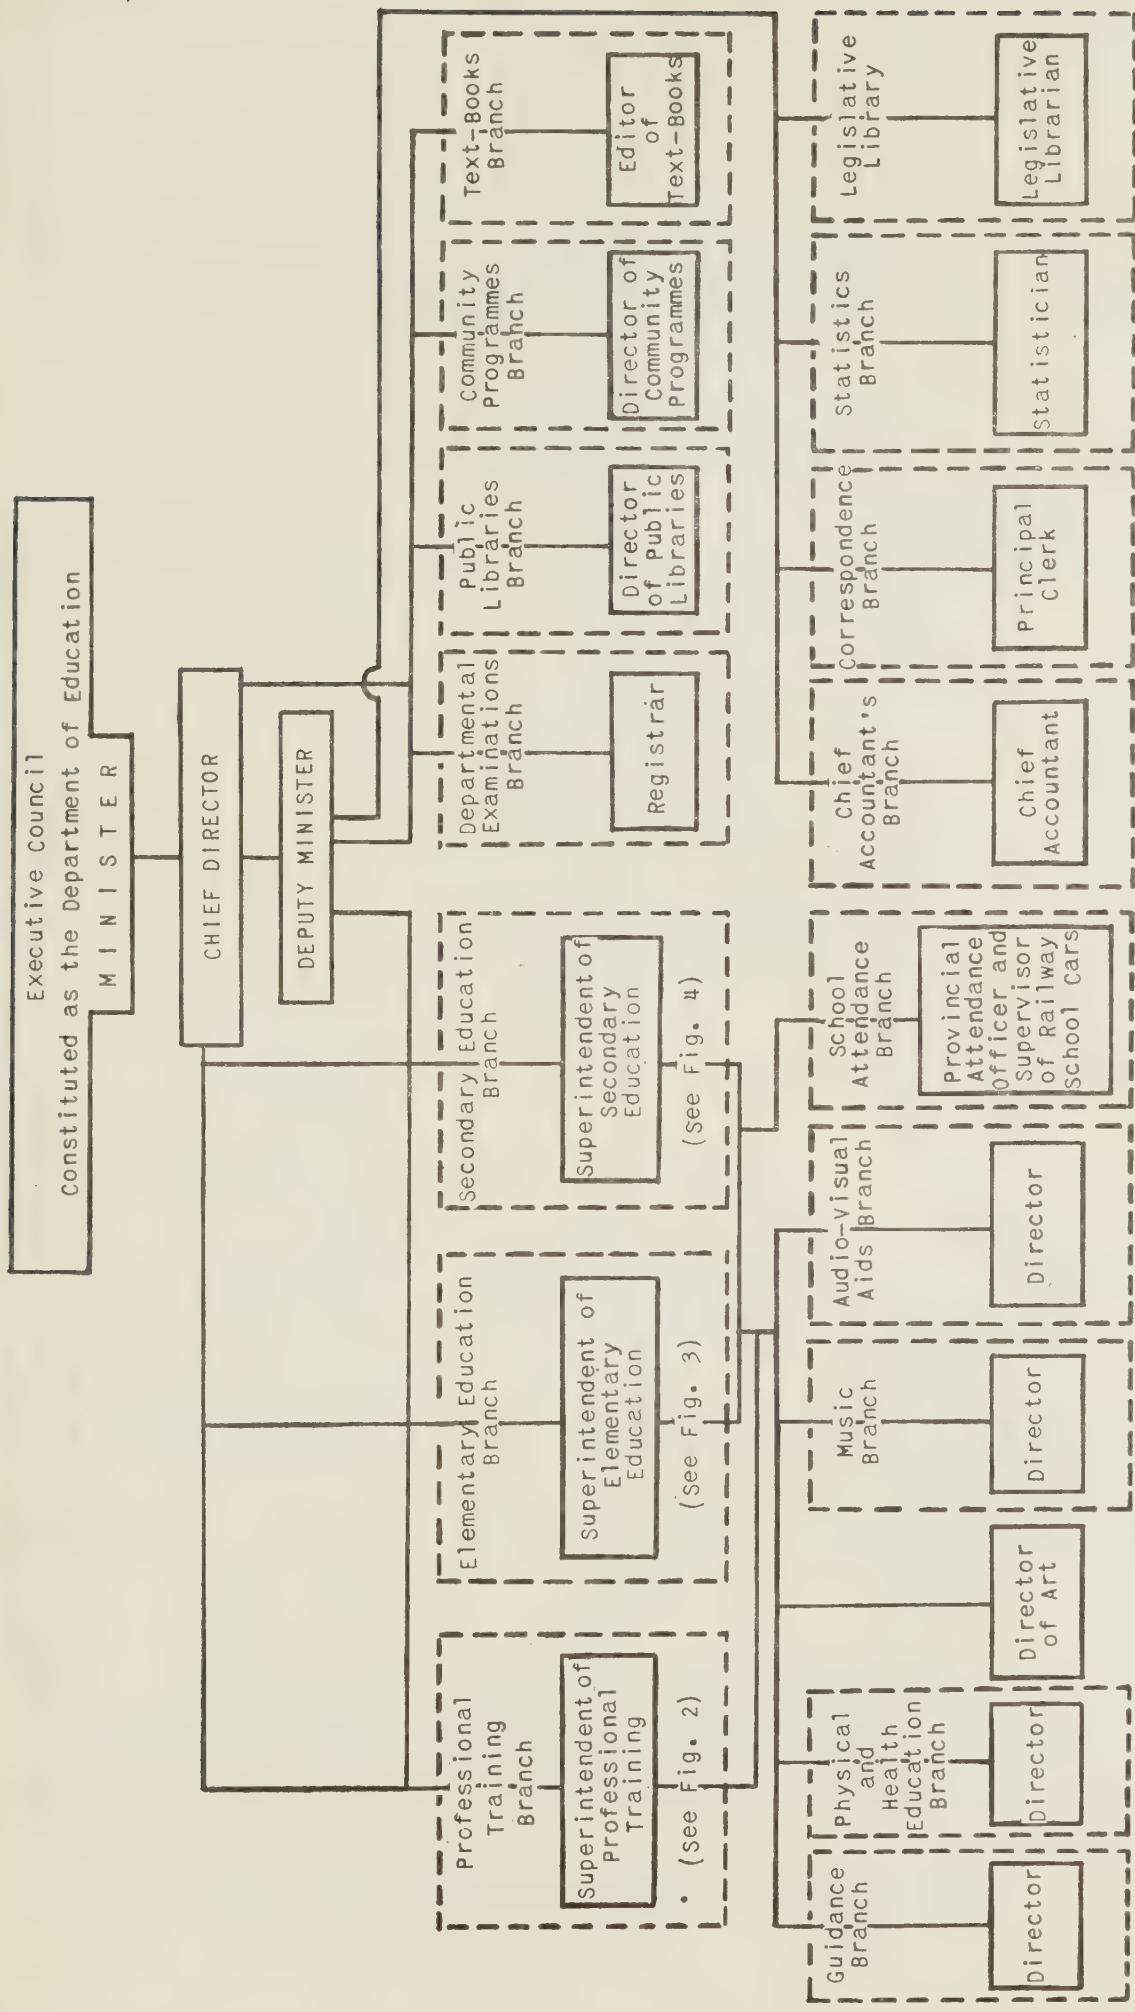 Executive Council
Constituted as the Department of Education
MINISTER
CHIEF DIRECTOR
DEPUTY MINISTER
Professional
Training
Branch
Superintendent of
Professional
Training
(see Fig. 2)
Elementary Education
Branch
Superintendent of
Elementary
Education
(see Fig. 3)
Secondary Education
Branch
Superintendent of
Secondary
Education
(see Fig. 4)
Departmental
Examinations
Branch
Registrar
Public
Libraries
Branch
Director
of Public
Libraries
Community
Programmes
Branch
Director of
Community
Programmes
Text-Books
Branch
Editor
of
Text-Books
Guidance
Branch
Director
Physical
and
Health
Education
Branch
Director
Director
of Art
Music
Branch
Director
Audio-Visual
Aids Branch
Director
School
Attendance
Branch
Provincial
Attendance
Officer and
Supervisor
of Railway
School Cars
Chief
Accountant's
Branch
Chief
Accountant
Correspondence
Branch
Principal
Clerk
Statistics
Branch
Statistician
Legislative
Library
Legislative
Librarian